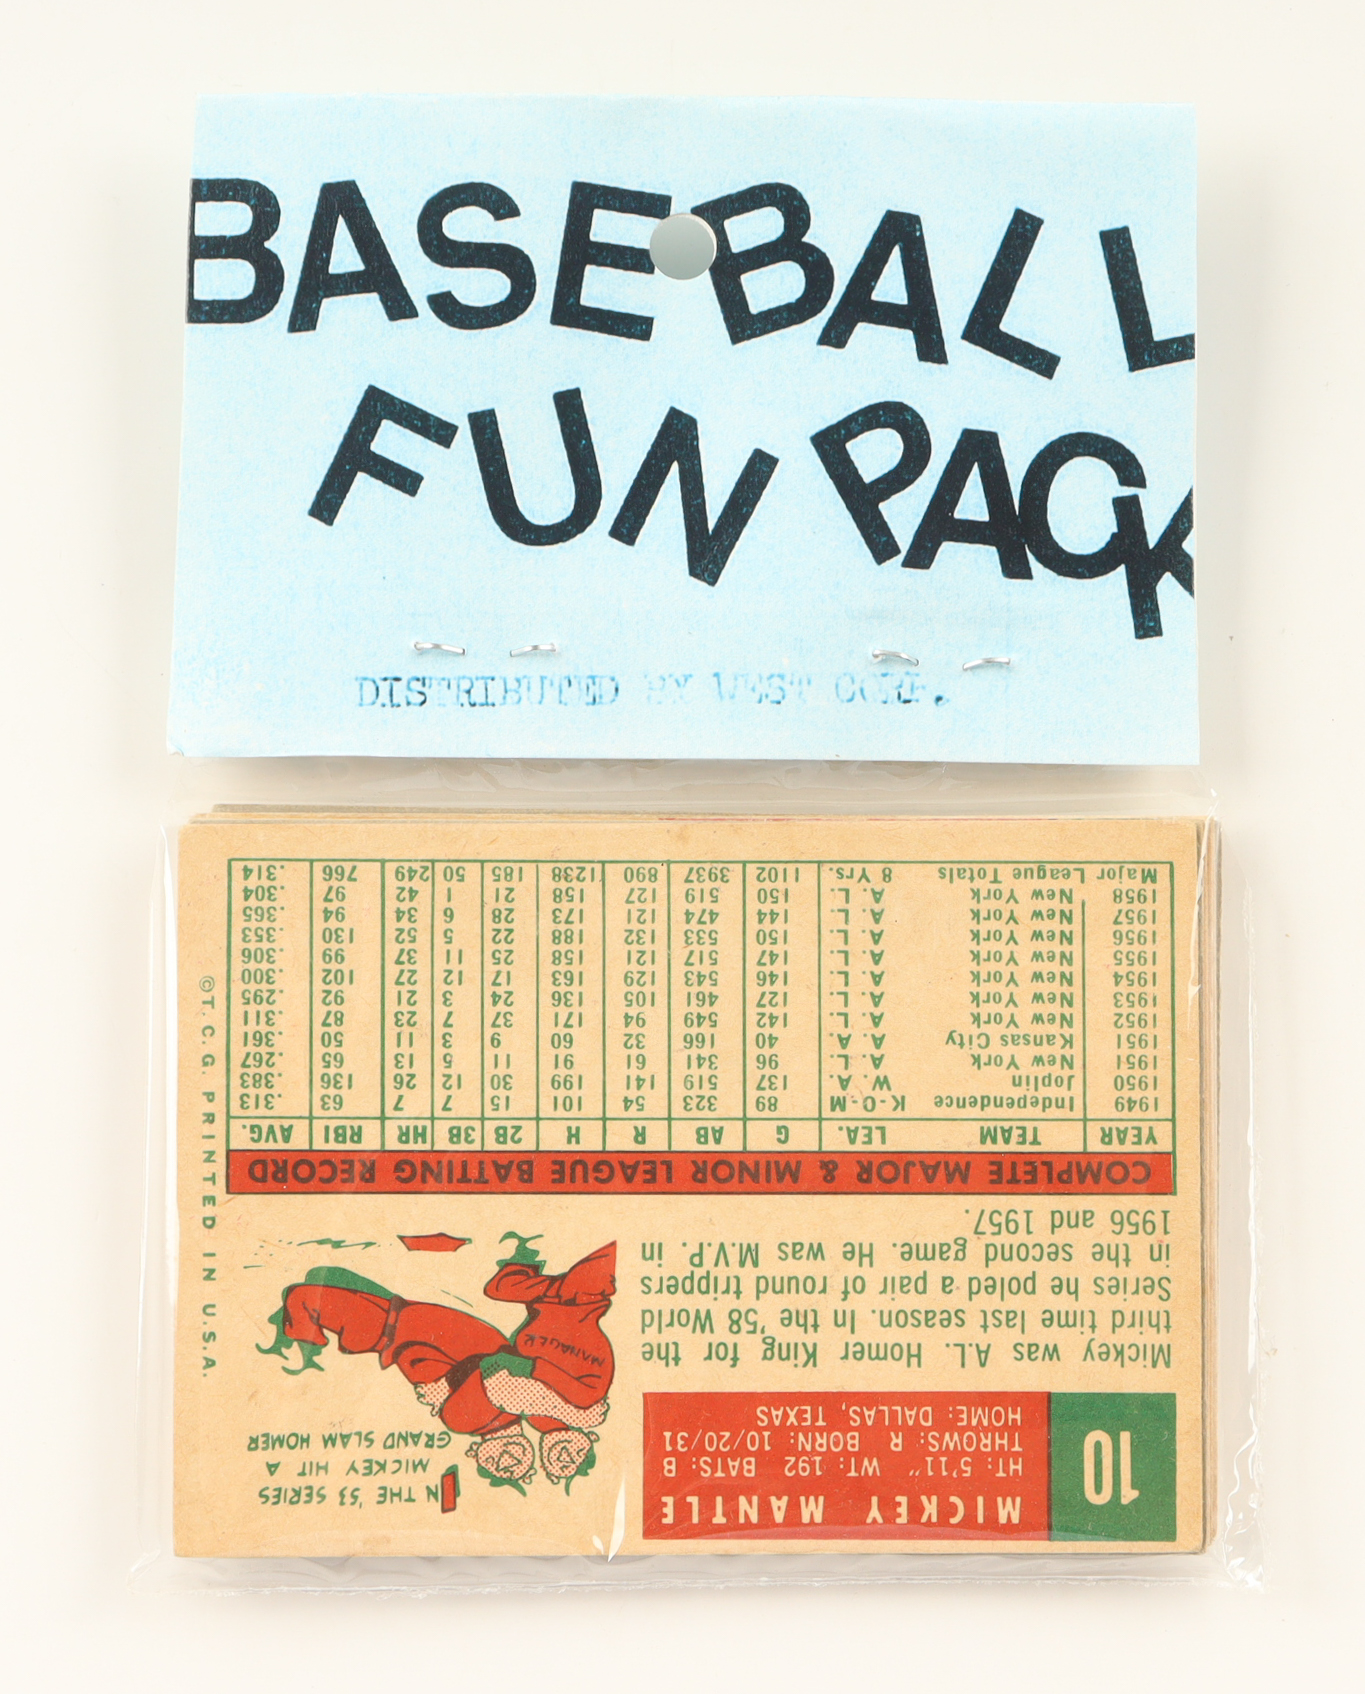 BASEBALL
FUN PACK
DISTRIBUTED BY WEST CORP.
10
MICKEY MANTLE
HT: 5'11" WT: 192 BATS: B
THROWS: R BORN: 10/20/31
HOME: DALLAS, TEXAS
IN THE '53 SERIES
MICKEY HIT A
GRAND SLAM HOMER
MANAGER
Mickey was A.L. Homer King for the
third time last season. In the '58 World
Series he poled a pair of round trippers
in the second game. He was M.V.P. in
1956 and 1957.
COMPLETE MAJOR & MINOR LEAGUE BATTING RECORD
YEAR TEAM LEA. G AB R H 2B 3B HR RBI AVG.
1949 Independence K-O-M 89 323 54 101 15 7 7 63 .313
1950 Joplin W. A. 137 519 141 199 30 12 26 136 .383
1951 New York A. L. 96 341 61 91 11 5 13 65 .267
1951 Kansas City A. A. 40 166 32 60 9 3 11 50 .361
1952 New York A. L. 142 549 94 171 37 7 23 87 .311
1953 New York A. L. 127 461 105 136 24 3 21 92 .295
1954 New York A. L. 146 543 129 163 17 12 27 102 .300
1955 New York A. L. 147 517 121 158 25 11 37 99 .306
1956 New York A. L. 150 533 132 188 22 5 52 130 .353
1957 New York A. L. 144 474 121 173 28 6 34 94 .365
1958 New York A. L. 150 519 127 158 21 1 42 97 .304
Major League Totals 8 Yrs. 1102 3937 890 1238 185 50 249 766 .314
©T. C. G. PRINTED IN U. S. A.